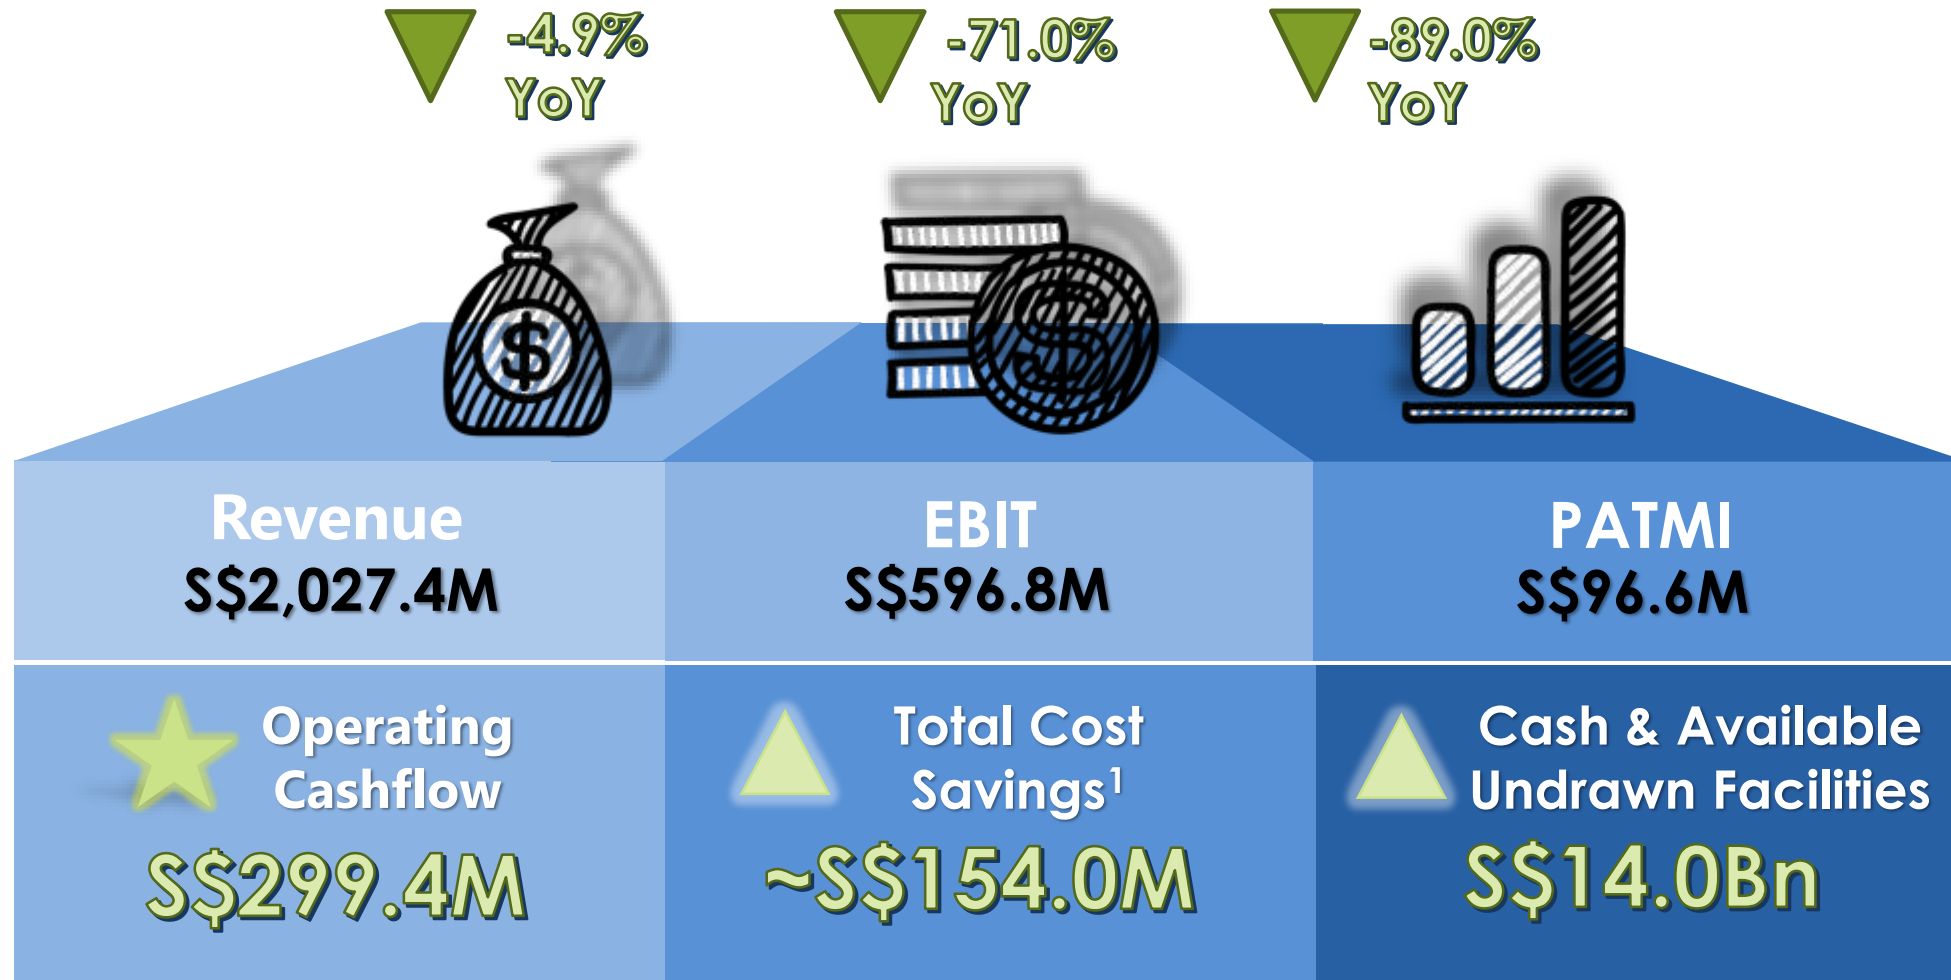 -4.9%
YoY
-71.0%
YoY
-89.0%
YoY
$
$
Revenue
S$2,027.4M
EBIT
S$596.8M
PATMI
S$96.6M
Operating
Cashflow
S$299.4M
Total Cost
Savings¹
~S$154.0M
Cash & Available
Undrawn Facilities
S$14.0Bn